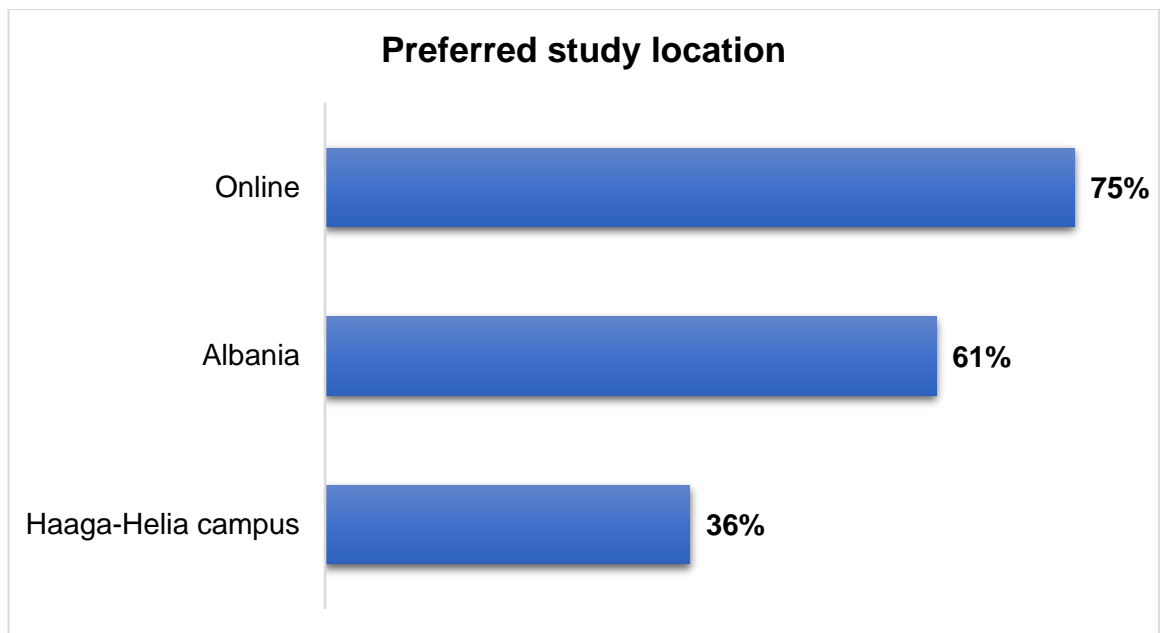 Preferred study location
Online
75%
Albania
61%
Haaga-Helia campus
36%